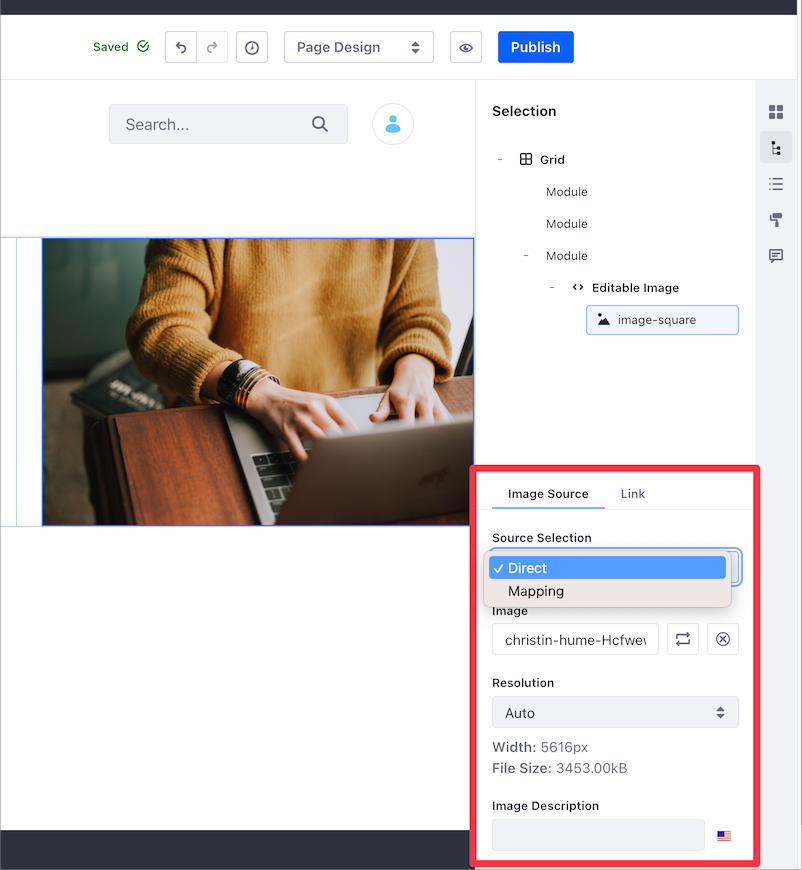 Saved
Page Design
Publish
Search...
Selection
- Grid
Module
Module
- Module
- Editable Image
image-square
Image Source Link
Source Selection
✓ Direct
Mapping
Image
christin-hume-Hcfwew
Resolution
Auto
Width: 5616px
File Size: 3453.00kB
Image Description